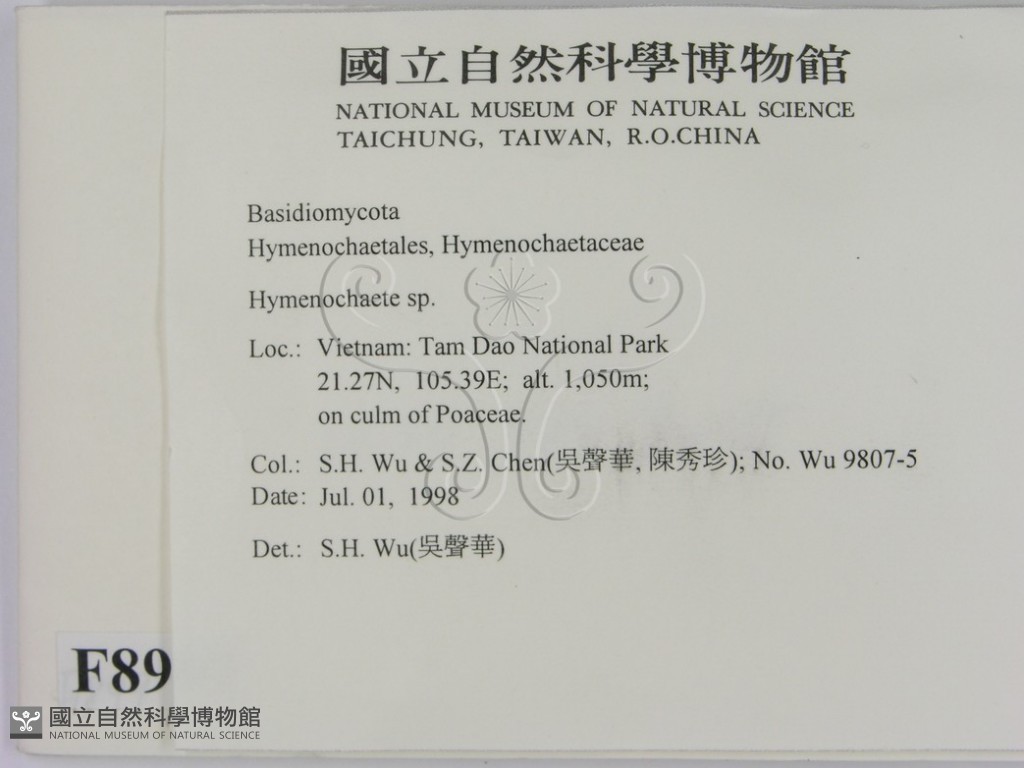 國立自然科學博物館
NATIONAL MUSEUM OF NATURAL SCIENCE
TAICHUNG, TAIWAN, R.O.CHINA
Basidiomycota
Hymenochaetales, Hymenochaetaceae
Hymenochaete sp.
Loc.: Vietnam: Tam Dao National Park
21.27N, 105.39E; alt. 1,050m;
on culm of Poaceae.
Col.: S.H. Wu & S.Z. Chen(吳聲華, 陳秀珍); No. Wu 9807-5
Date: Jul. 01, 1998
Det.: S.H. Wu(吳聲華)
F89
國立自然科學博物館
NATIONAL MUSEUM OF NATURAL SCIENCE